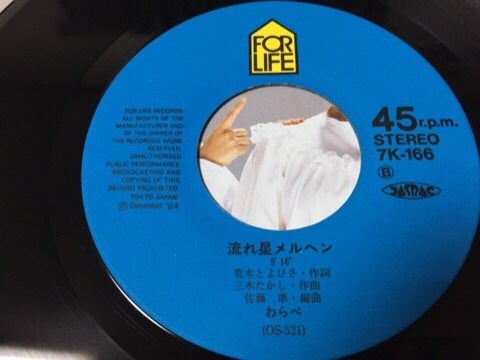 FOR
LIFE
FOR LIFE RECORDS
ALL RIGHTS OF THE
MANUFACTURER AND
OF THE OWNER OF
THE RECORDED WORK
RESERVED.
UNAUTHORISED
PUBLIC PERFORMANCE,
BROADCASTING AND
COPYING OF THIS
RECORD PROHIBITED.
TOKYO JAPAN
Ⓟ December '84
45 r.p.m.
STEREO
7K-166
Ⓑ
JASRAC
流れ星メルヘン
5'16"
荒木とよひさ・作詞
三木たかし・作曲
佐藤 準・編曲
わらべ
(OS-521)